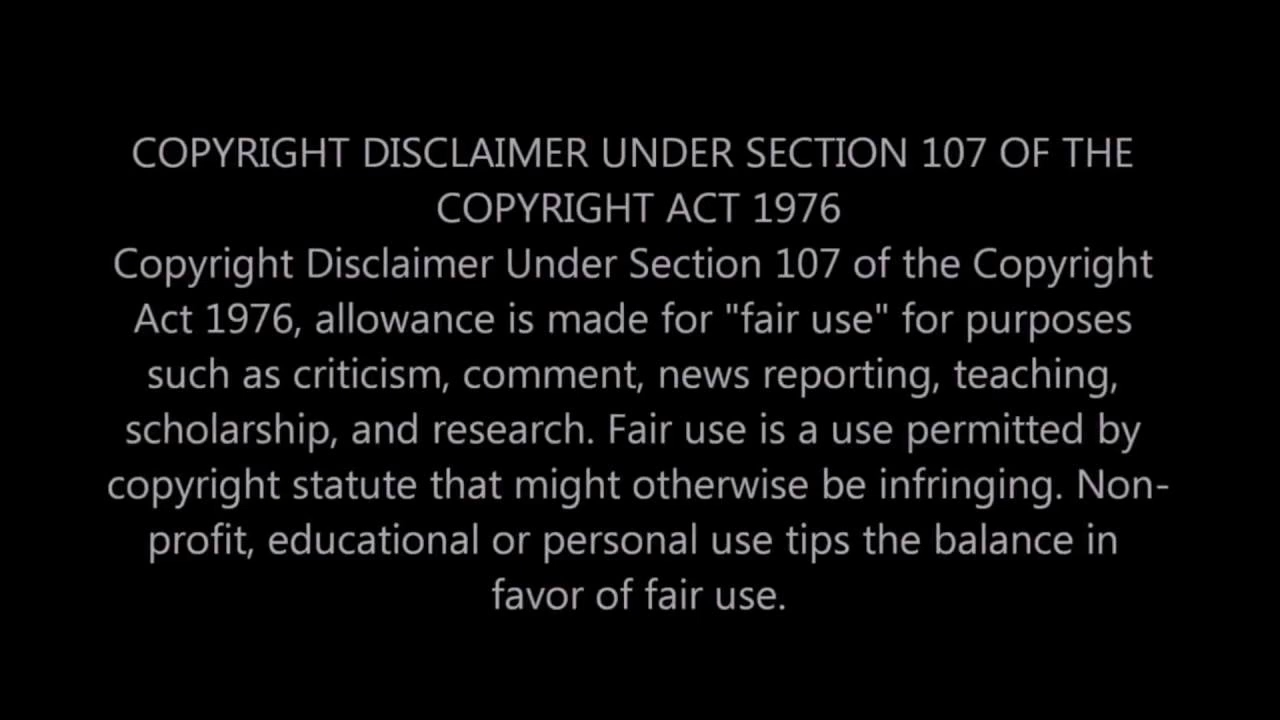 COPYRIGHT DISCLAIMER UNDER SECTION 107 OF THE
COPYRIGHT ACT 1976
Copyright Disclaimer Under Section 107 of the Copyright
Act 1976, allowance is made for "fair use" for purposes
such as criticism, comment, news reporting, teaching,
scholarship, and research. Fair use is a use permitted by
copyright statute that might otherwise be infringing. Non-
profit, educational or personal use tips the balance in
favor of fair use.